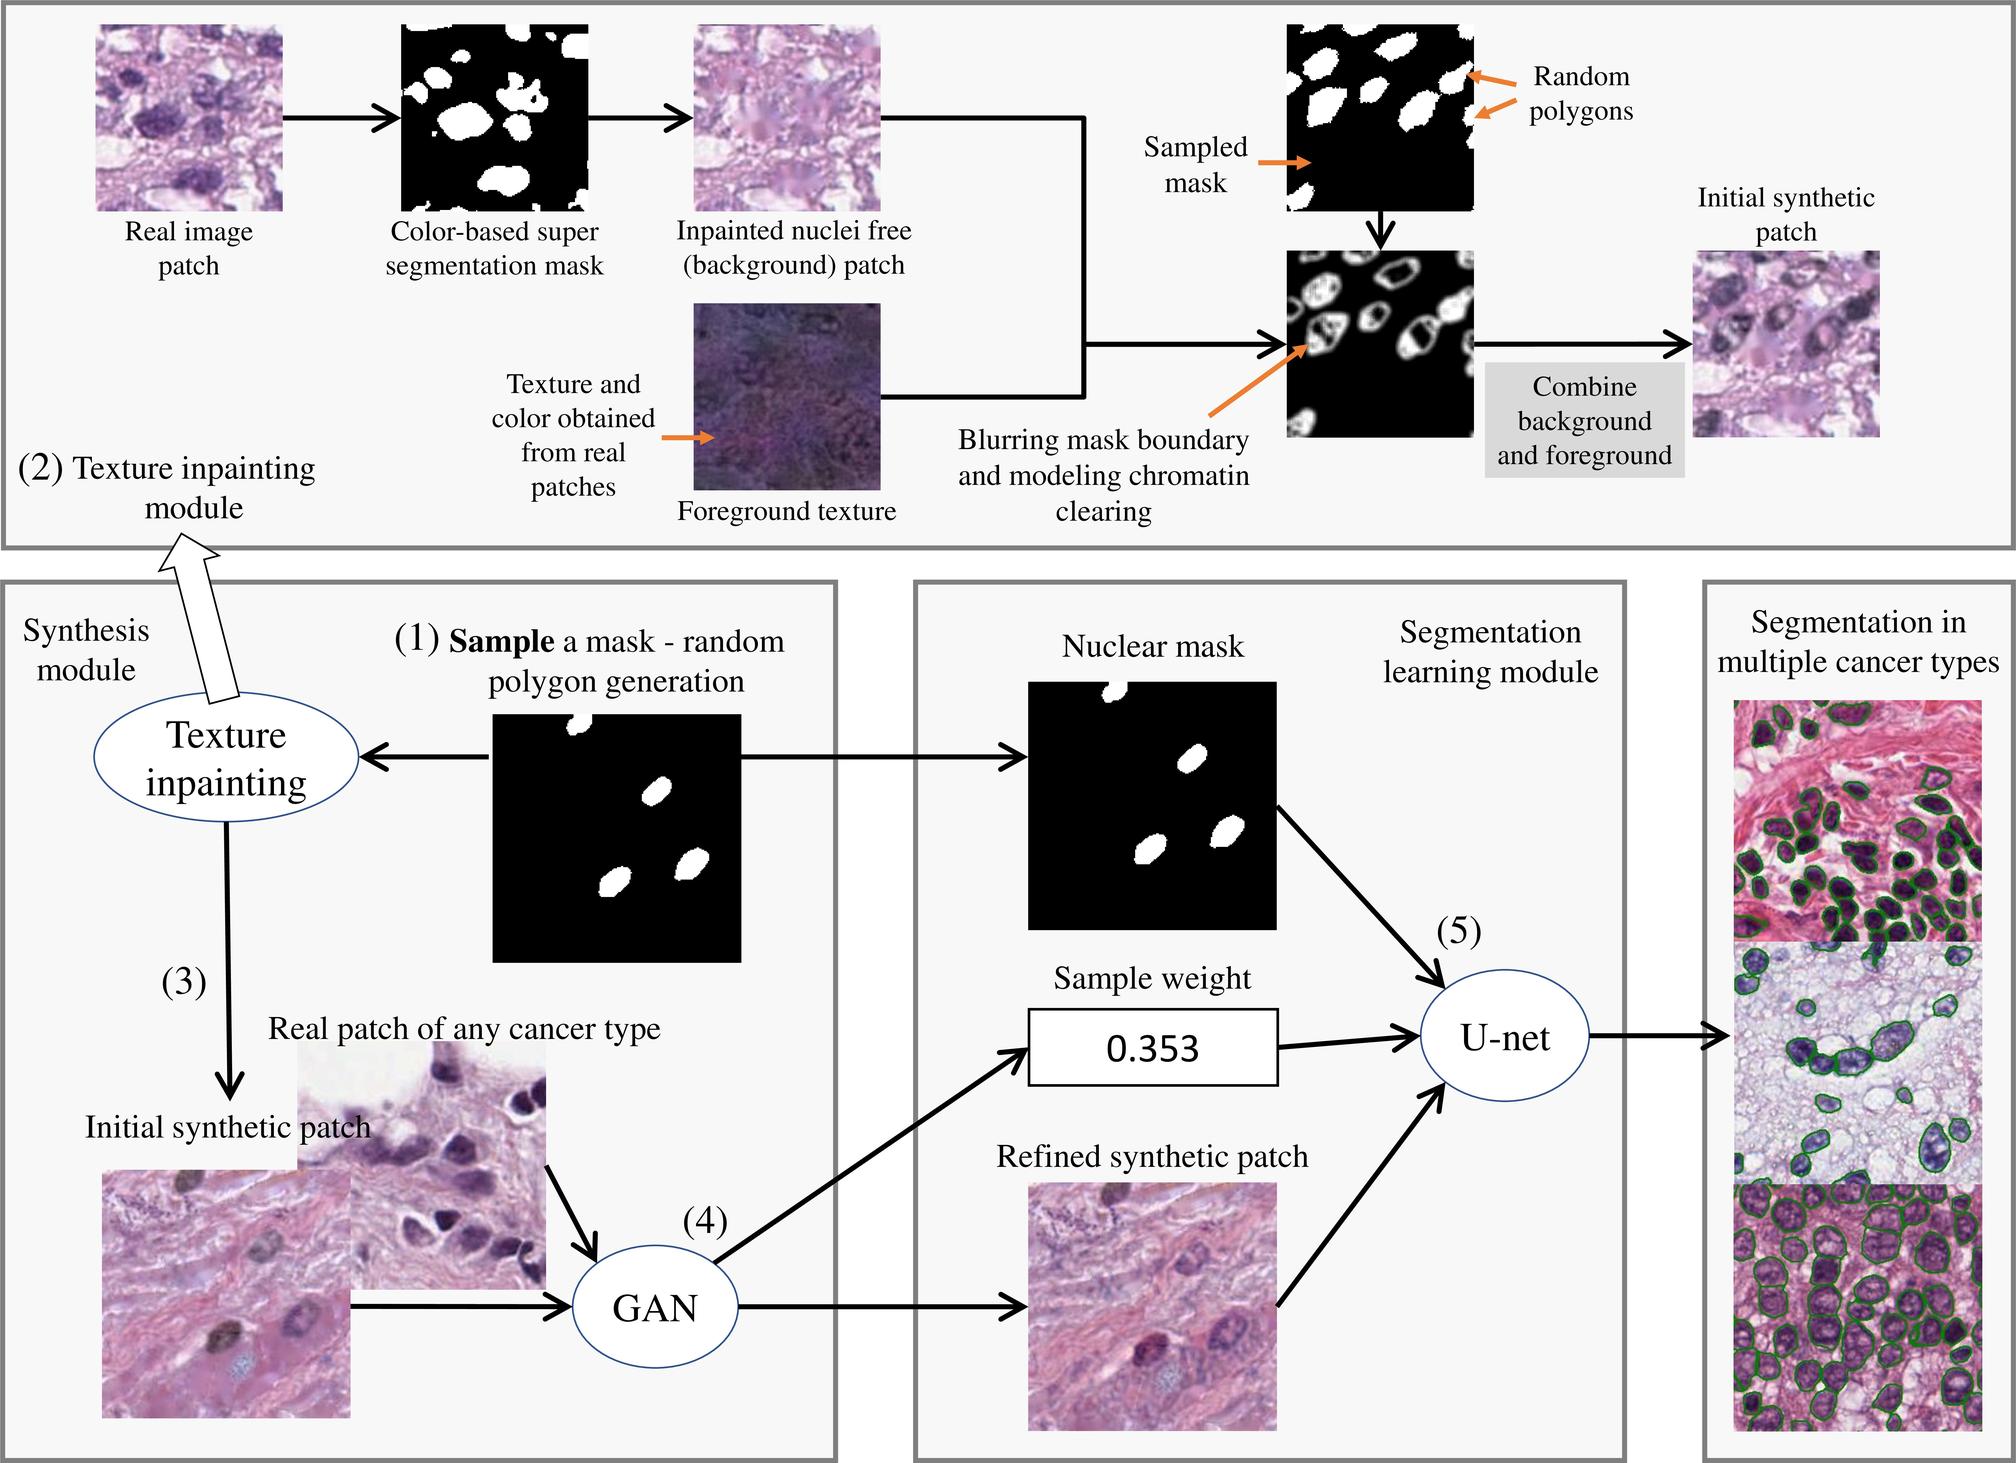 Real image
patch
Color-based super
segmentation mask
Inpainted nuclei free
(background) patch
Random
polygons
Sampled
mask
Initial synthetic
patch
Texture and
color obtained
from real
patches
Foreground texture
Blurring mask boundary
and modeling chromatin
clearing
Combine
background
and foreground
(2) Texture inpainting
module
Synthesis
module
(1) Sample a mask - random
polygon generation
Texture
inpainting
(3)
Real patch of any cancer type
Initial synthetic patch
(4)
GAN
Segmentation
learning module
Nuclear mask
(5)
Sample weight
0.353
U-net
Refined synthetic patch
Segmentation in
multiple cancer types